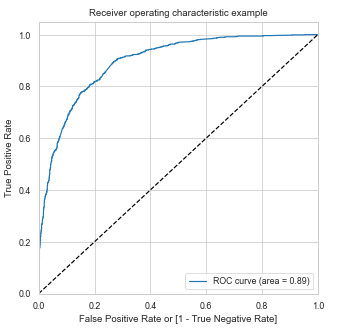 Receiver operating characteristic example
True Positive Rate
1.0
0.8
0.6
0.4
0.2
0.0
0.0 0.2 0.4 0.6 0.8 1.0
ROC curve (area = 0.89)
False Positive Rate or [1 - True Negative Rate]